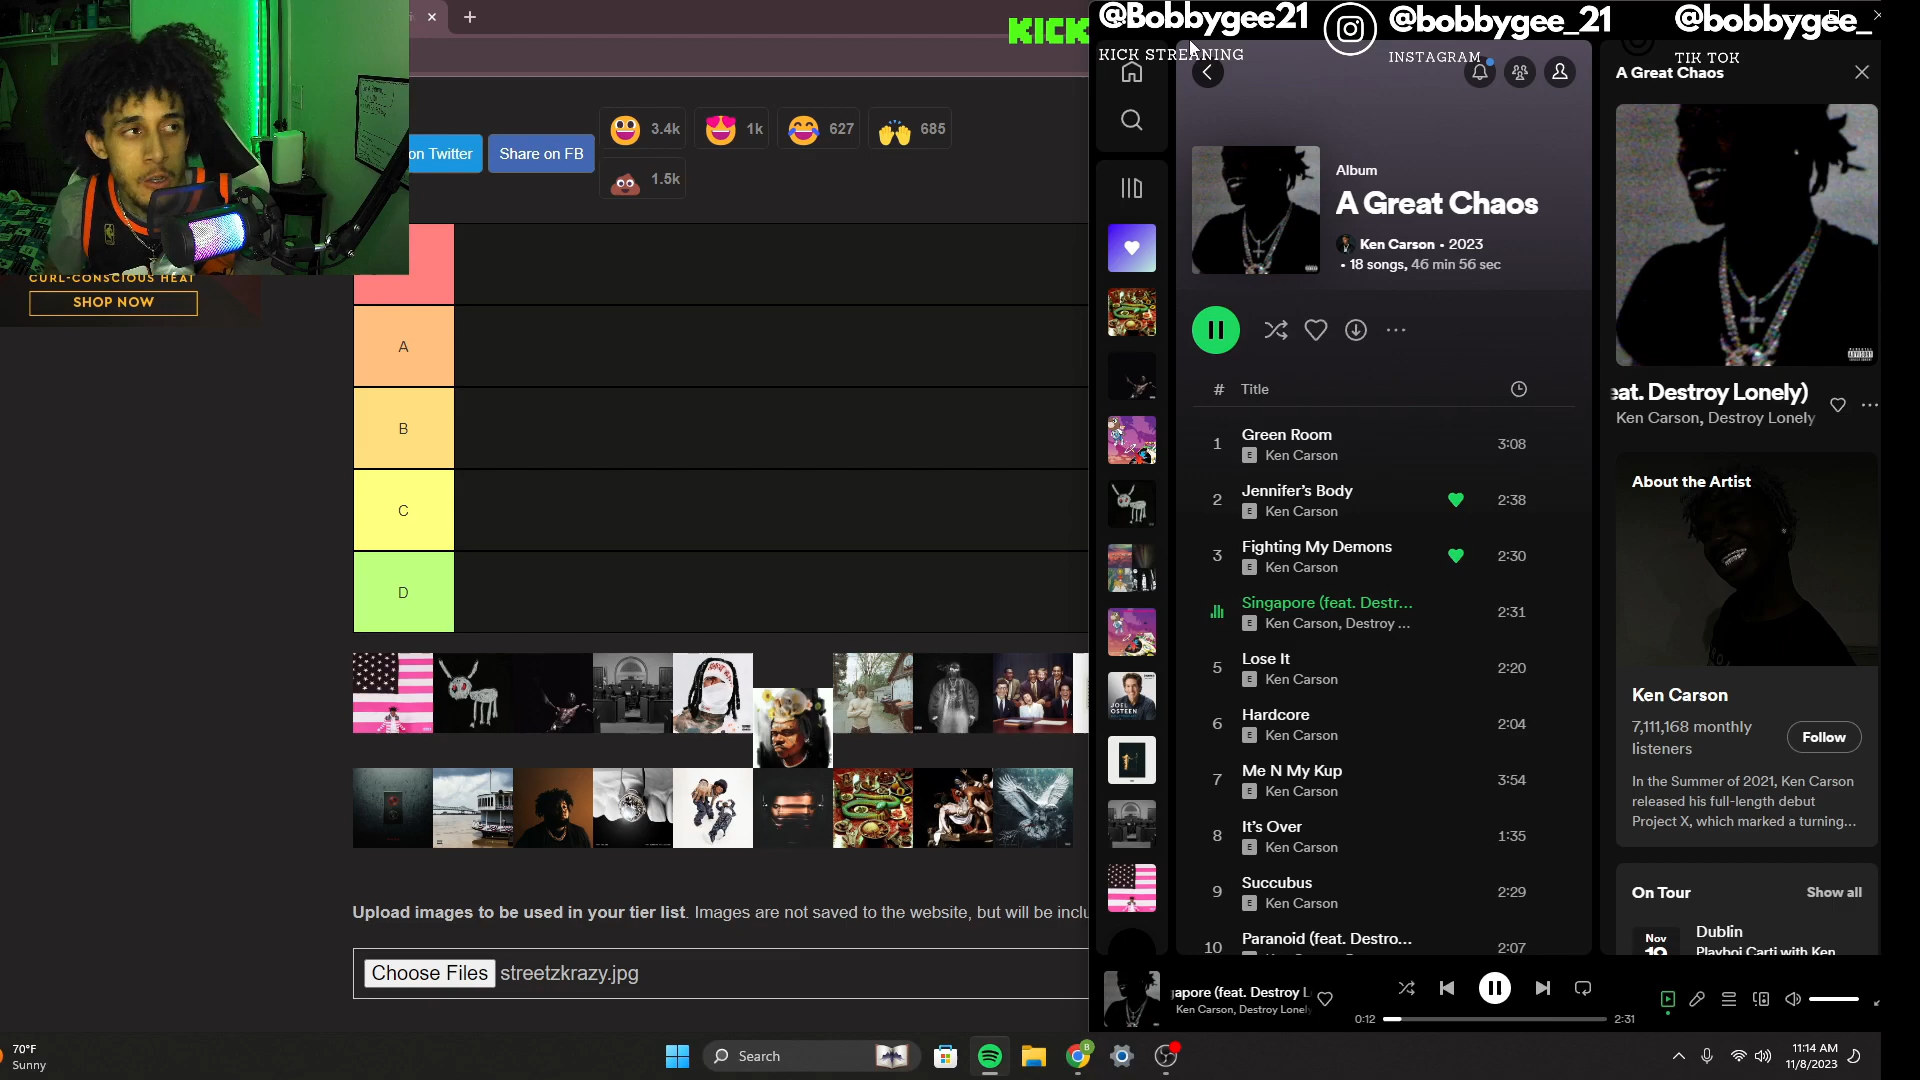 @Bobbygee21
KICK STREAMING
@bobbygee_21
INSTAGRAM
@bobbygee_
TIK TOK
KICK
on Twitter
Share on FB
3.4k
1k
627
685
1.5k
CURL-CONSCIOUS HEAT
SHOP NOW
A
B
C
D
Upload images to be used in your tier list. Images are not saved to the website, but will be inclu
Choose Files streetzkrazy.jpg
Album
A Great Chaos
Ken Carson • 2023
• 18 songs, 46 min 56 sec
# Title
1 Green Room 3:08
E Ken Carson
2 Jennifer's Body 2:38
E Ken Carson
3 Fighting My Demons 2:30
E Ken Carson
Singapore (feat. Destr... 2:31
E Ken Carson, Destroy ...
5 Lose It 2:20
E Ken Carson
6 Hardcore 2:04
E Ken Carson
7 Me N My Kup 3:54
E Ken Carson
8 It's Over 1:35
E Ken Carson
9 Succubus 2:29
E Ken Carson
10 Paranoid (feat. Destro... 2:07
A Great Chaos
eat. Destroy Lonely)
Ken Carson, Destroy Lonely
About the Artist
Ken Carson
7,111,168 monthly
listeners
Follow
In the Summer of 2021, Ken Carson
released his full-length debut
Project X, which marked a turning...
On Tour
Show all
Nov
Dublin
Playboi Carti with Ken
JOEL
OSTEEN
gapore (feat. Destroy L
Ken Carson, Destroy Lonely
0:12
2:31
70°F
Sunny
Search
11:14 AM
11/8/2023